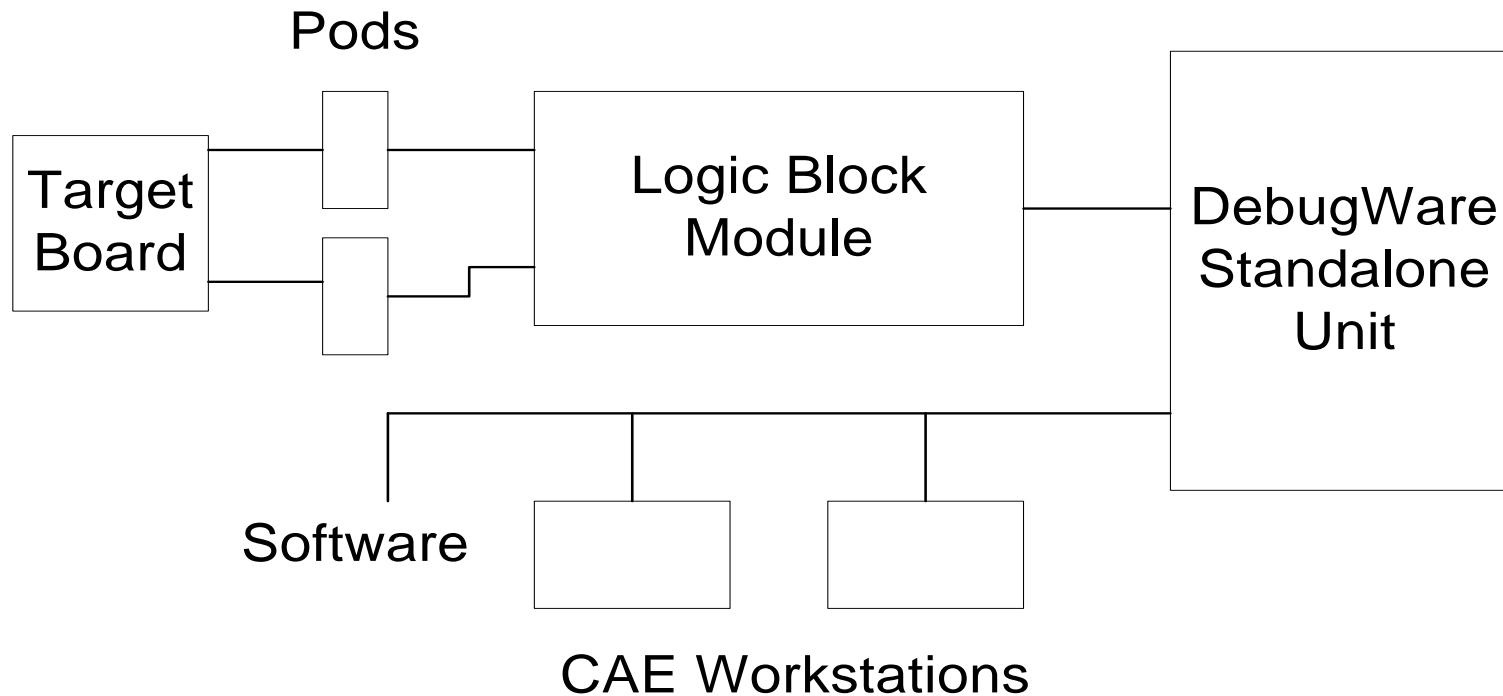 Pods
Target
Board
Logic Block
Module
DebugWare
Standalone
Unit
Software
CAE Workstations